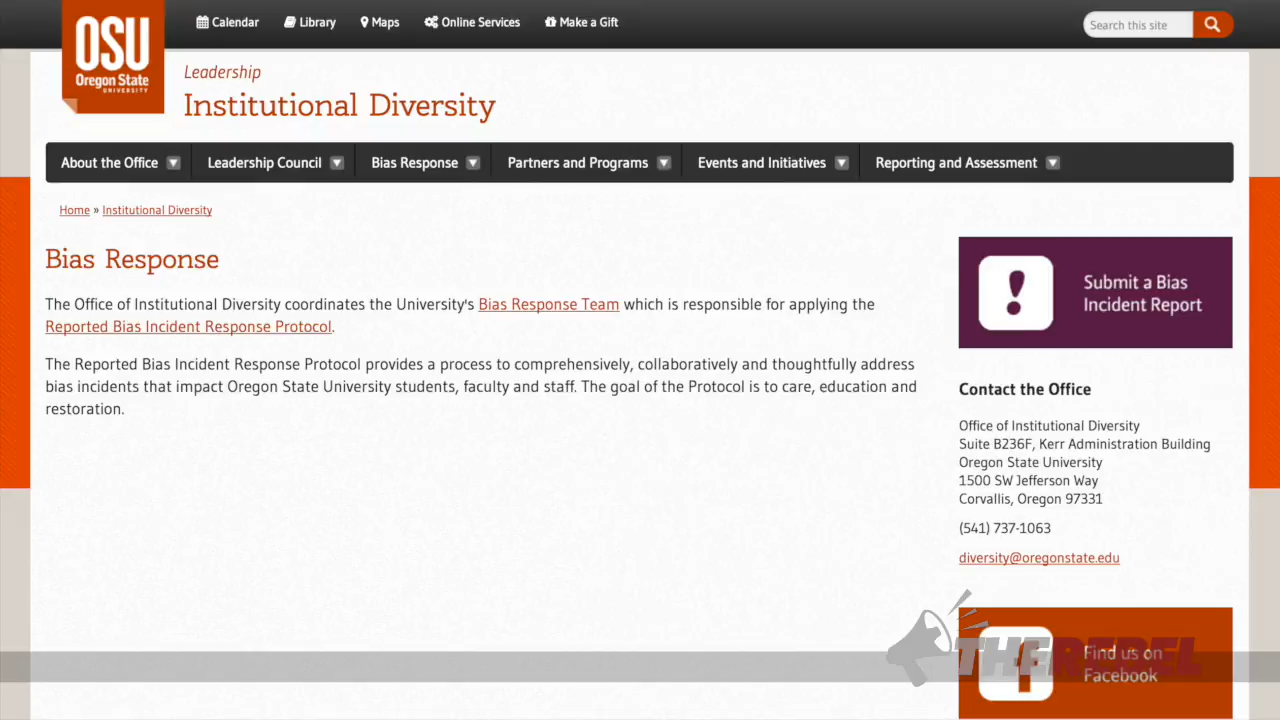 Calendar Library Maps Online Services Make a Gift
Search this site
OSU
Oregon State
UNIVERSITY
Leadership
Institutional Diversity
About the Office Leadership Council Bias Response Partners and Programs Events and Initiatives Reporting and Assessment
Home » Institutional Diversity
Bias Response
The Office of Institutional Diversity coordinates the University's Bias Response Team which is responsible for applying the
Reported Bias Incident Response Protocol.
The Reported Bias Incident Response Protocol provides a process to comprehensively, collaboratively and thoughtfully address
bias incidents that impact Oregon State University students, faculty and staff. The goal of the Protocol is to care, education and
restoration.
!
Submit a Bias
Incident Report
Contact the Office
Office of Institutional Diversity
Suite B236F, Kerr Administration Building
Oregon State University
1500 SW Jefferson Way
Corvallis, Oregon 97331
(541) 737-1063
diversity@oregonstate.edu
f
Find us on
Facebook
THEREBEL